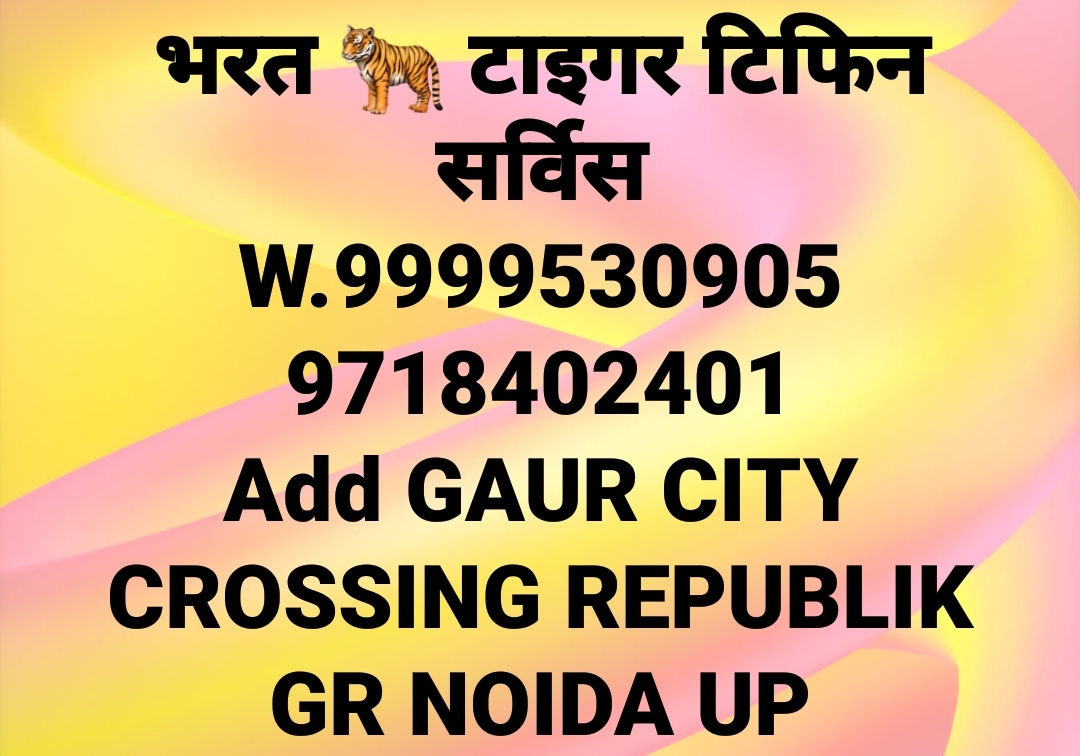 भरत 🐅 टाइगर टिफिन
सर्विस
W.9999530905
9718402401
Add GAUR CITY
CROSSING REPUBLIK
GR NOIDA UP